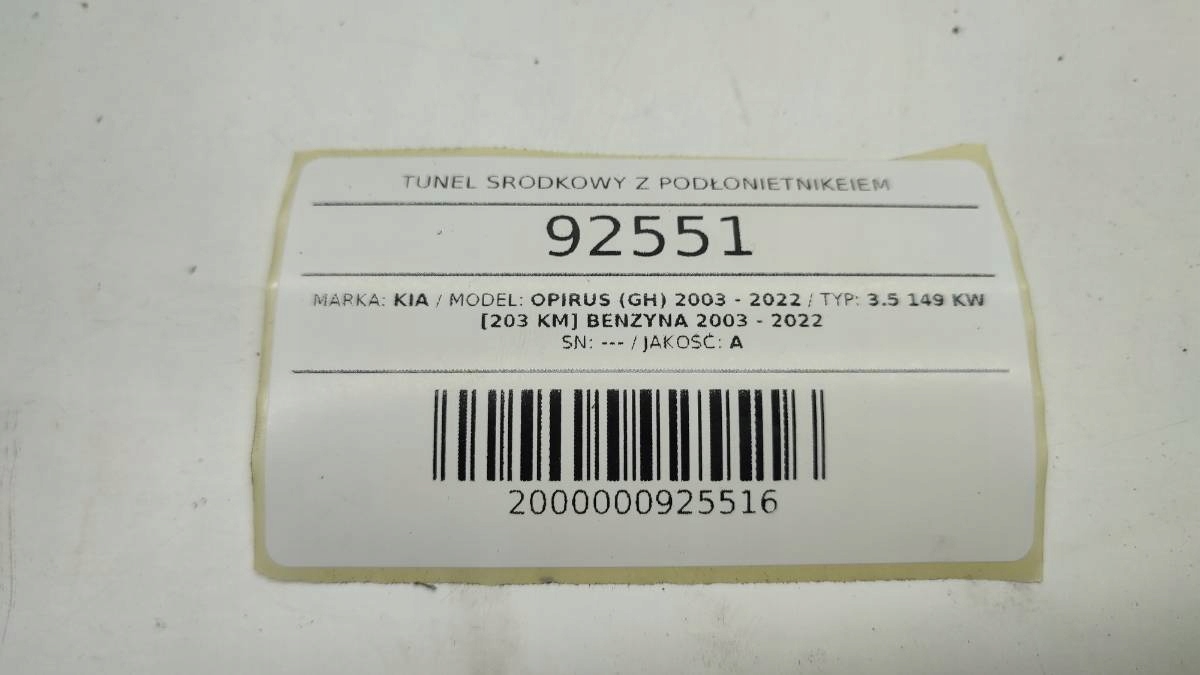 TUNEL SRODKOWY Z PODŁONIETNIKEIEM
92551
MARKA: KIA / MODEL: OPIRUS (GH) 2003 - 2022 / TYP: 3.5 149 KW
[203 KM] BENZYNA 2003 - 2022
SN: --- / JAKOŚĆ: A
2000000925516